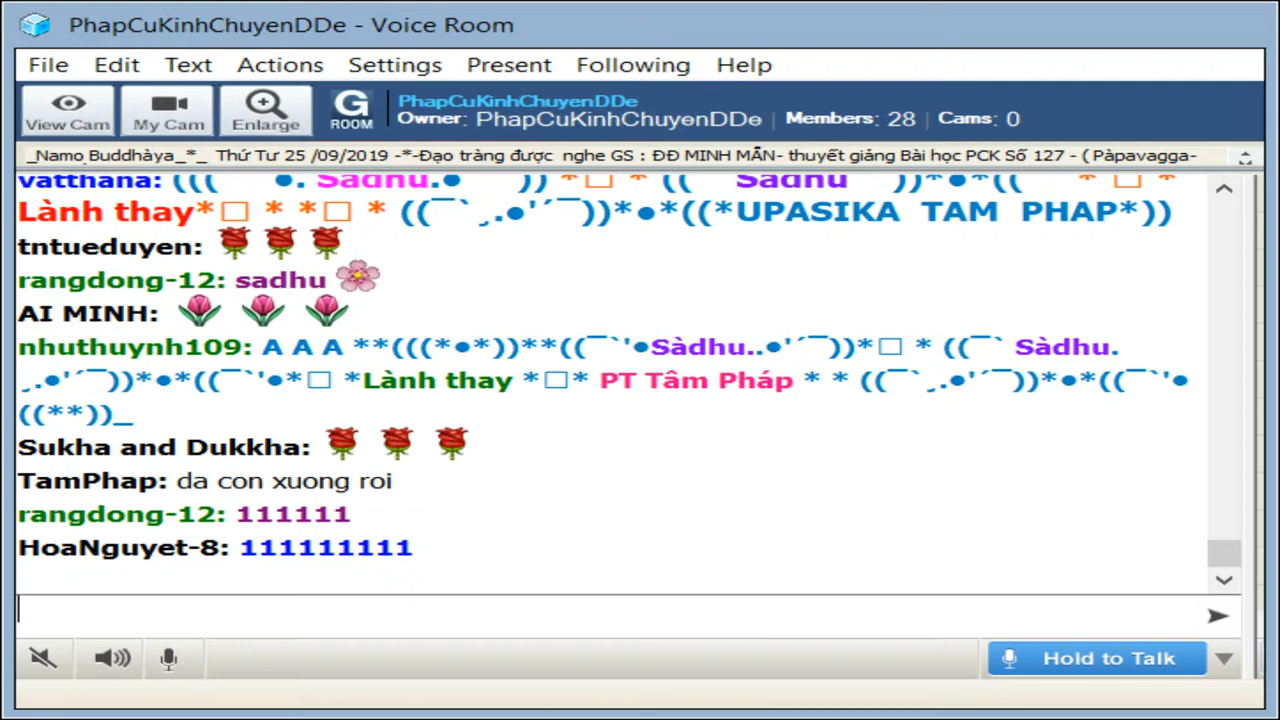 PhapCuKinhChuyenDDe - Voice Room
File Edit Text Actions Settings Present Following Help
View Cam My Cam Enlarge G ROOM
PhapCuKinhChuyenDDe
Owner: PhapCuKinhChuyenDDe | Members: 28 | Cams: 0
_Namo_Buddhàya_*_ Thứ Tư 25 /09/2019 -*-Đạo tràng được nghe GS : ĐĐ MINH MẪN- thuyết giảng Bài học PCK Số 127 - ( Pàpavagga-
vatthana: (((¯`'●. Sadhu.●'´¯)) *□ * ((¯` Sadhu ´¯))*●*((¯` * □ *
Lành thay*□ * *□ * ((¯`¸.●'´¯))*●*((*UPASIKA TAM PHAP*))
tntueduyen:
rangdong-12: sadhu
AI MINH:
nhuthuynh109: A A A **(((*●*))**((¯`'●Sàdhu..●'´¯))*□ * ((¯` Sàdhu.
¸.●'´¯))*●*((¯`'●*□ *Lành thay *□* PT Tâm Pháp * * ((¯`¸.●'´¯))*●*((¯`'●
((**))_
Sukha and Dukkha:
TamPhap: da con xuong roi
rangdong-12: 111111
HoaNguyet-8: 111111111
Hold to Talk